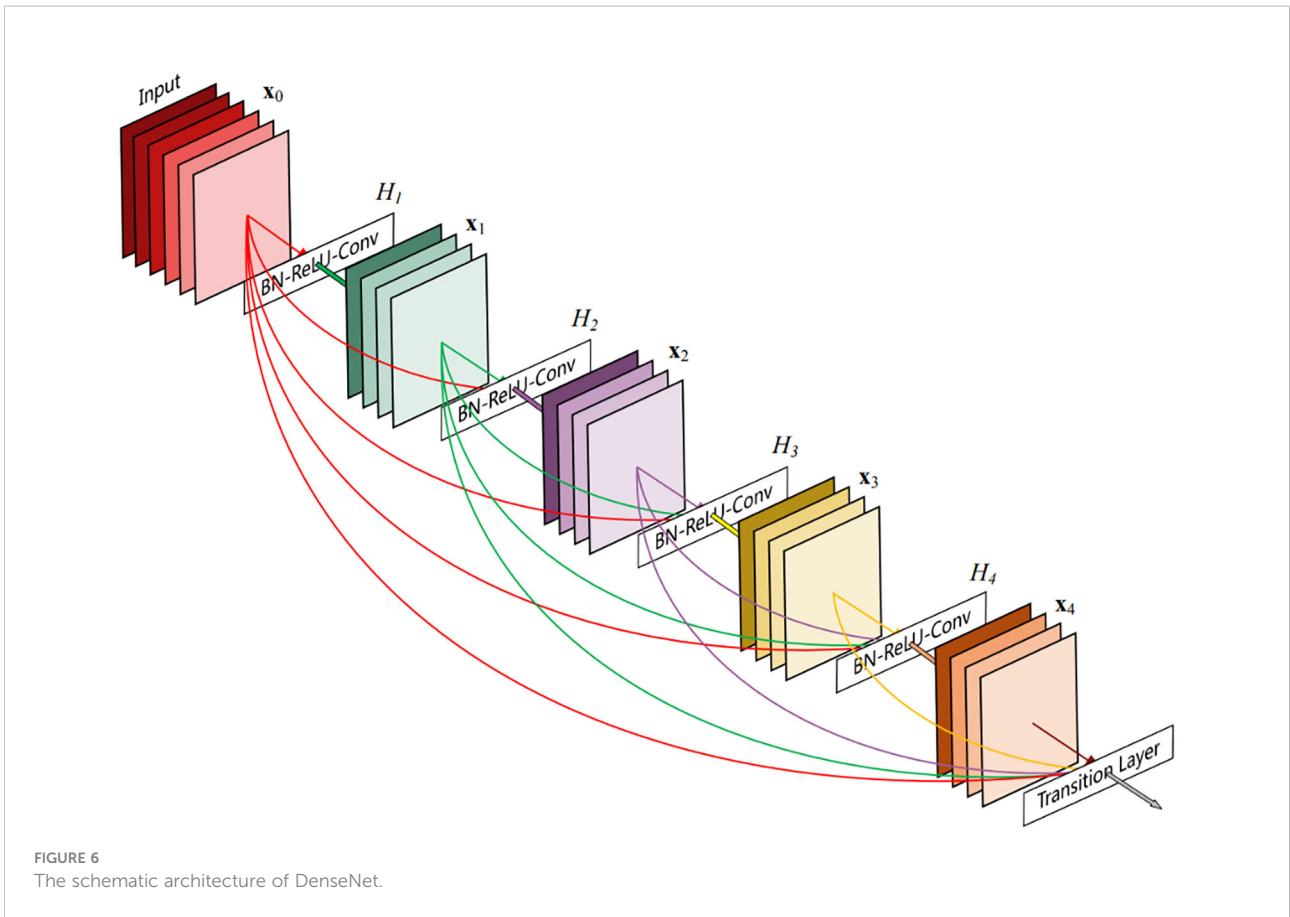 Input
x₀
H₁
BN-ReLU-Conv
x₁
H₂
BN-ReLU-Conv
x₂
H₃
BN-ReLU-Conv
x₃
H₄
BN-ReLU-Conv
x₄
Transition Layer
FIGURE 6
The schematic architecture of DenseNet.